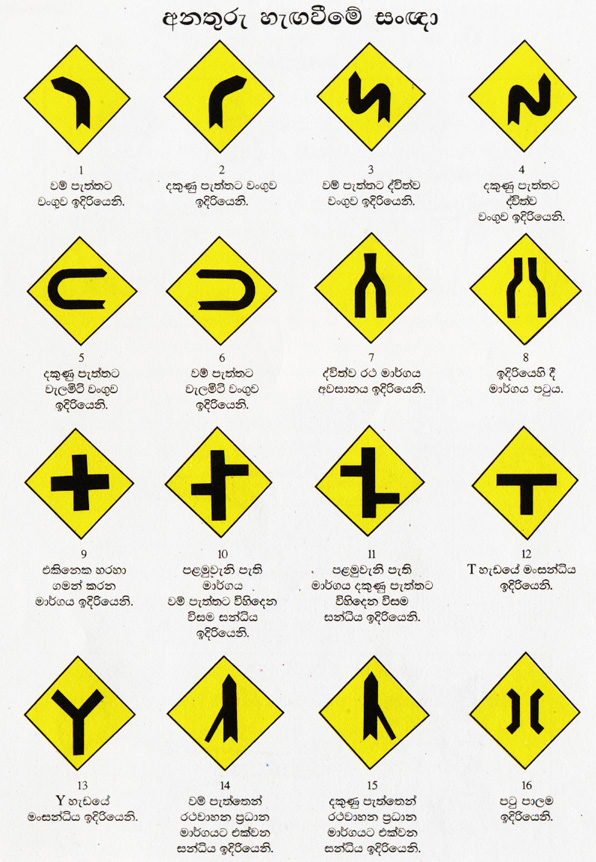 අනතුරු හැඟවීමේ සංඥා
1
වම් පැත්තට
වංගුව ඉදිරියෙනි.
2
දකුණු පැත්තට වංගුව
ඉදිරියෙනි.
3
වම් පැත්තට ද්විත්ව
වංගුව ඉදිරියෙනි.
4
දකුණු පැත්තට
ද්විත්ව
වංගුව ඉදිරියෙනි.
5
දකුණු පැත්තට
වැලමිටි වංගුව
ඉදිරියෙනි.
6
වම් පැත්තට
වැලමිටි වංගුව
ඉදිරියෙනි.
7
ද්විත්ව රථ මාර්ගය
අවසානය ඉදිරියෙනි.
8
ඉදිරියෙහි දී
මාර්ගය පටුය.
9
එකිනෙක හරහා
ගමන් කරන
මාර්ගය ඉදිරියෙනි.
10
පළමුවැනි පැති
මාර්ගය
වම් පැත්තට විහිදෙන
විසම සන්ධිය
ඉදිරියෙනි.
11
පළමුවැනි පැති
මාර්ගය දකුණු පැත්තට
විහිදෙන විසම
සන්ධිය ඉදිරියෙනි.
12
T හැඩයේ මංසන්ධිය
ඉදිරියෙනි.
13
Y හැඩයේ
මංසන්ධිය ඉදිරියෙනි.
14
වම් පැත්තෙන්
රථවාහන ප්‍රධාන
මාර්ගයට එක්වන
සන්ධිය ඉදිරියෙනි.
15
දකුණු පැත්තෙන්
රථවාහන ප්‍රධාන
මාර්ගයට එක්වන
සන්ධිය ඉදිරියෙනි.
16
පටු පාලම
ඉදිරියෙනි.